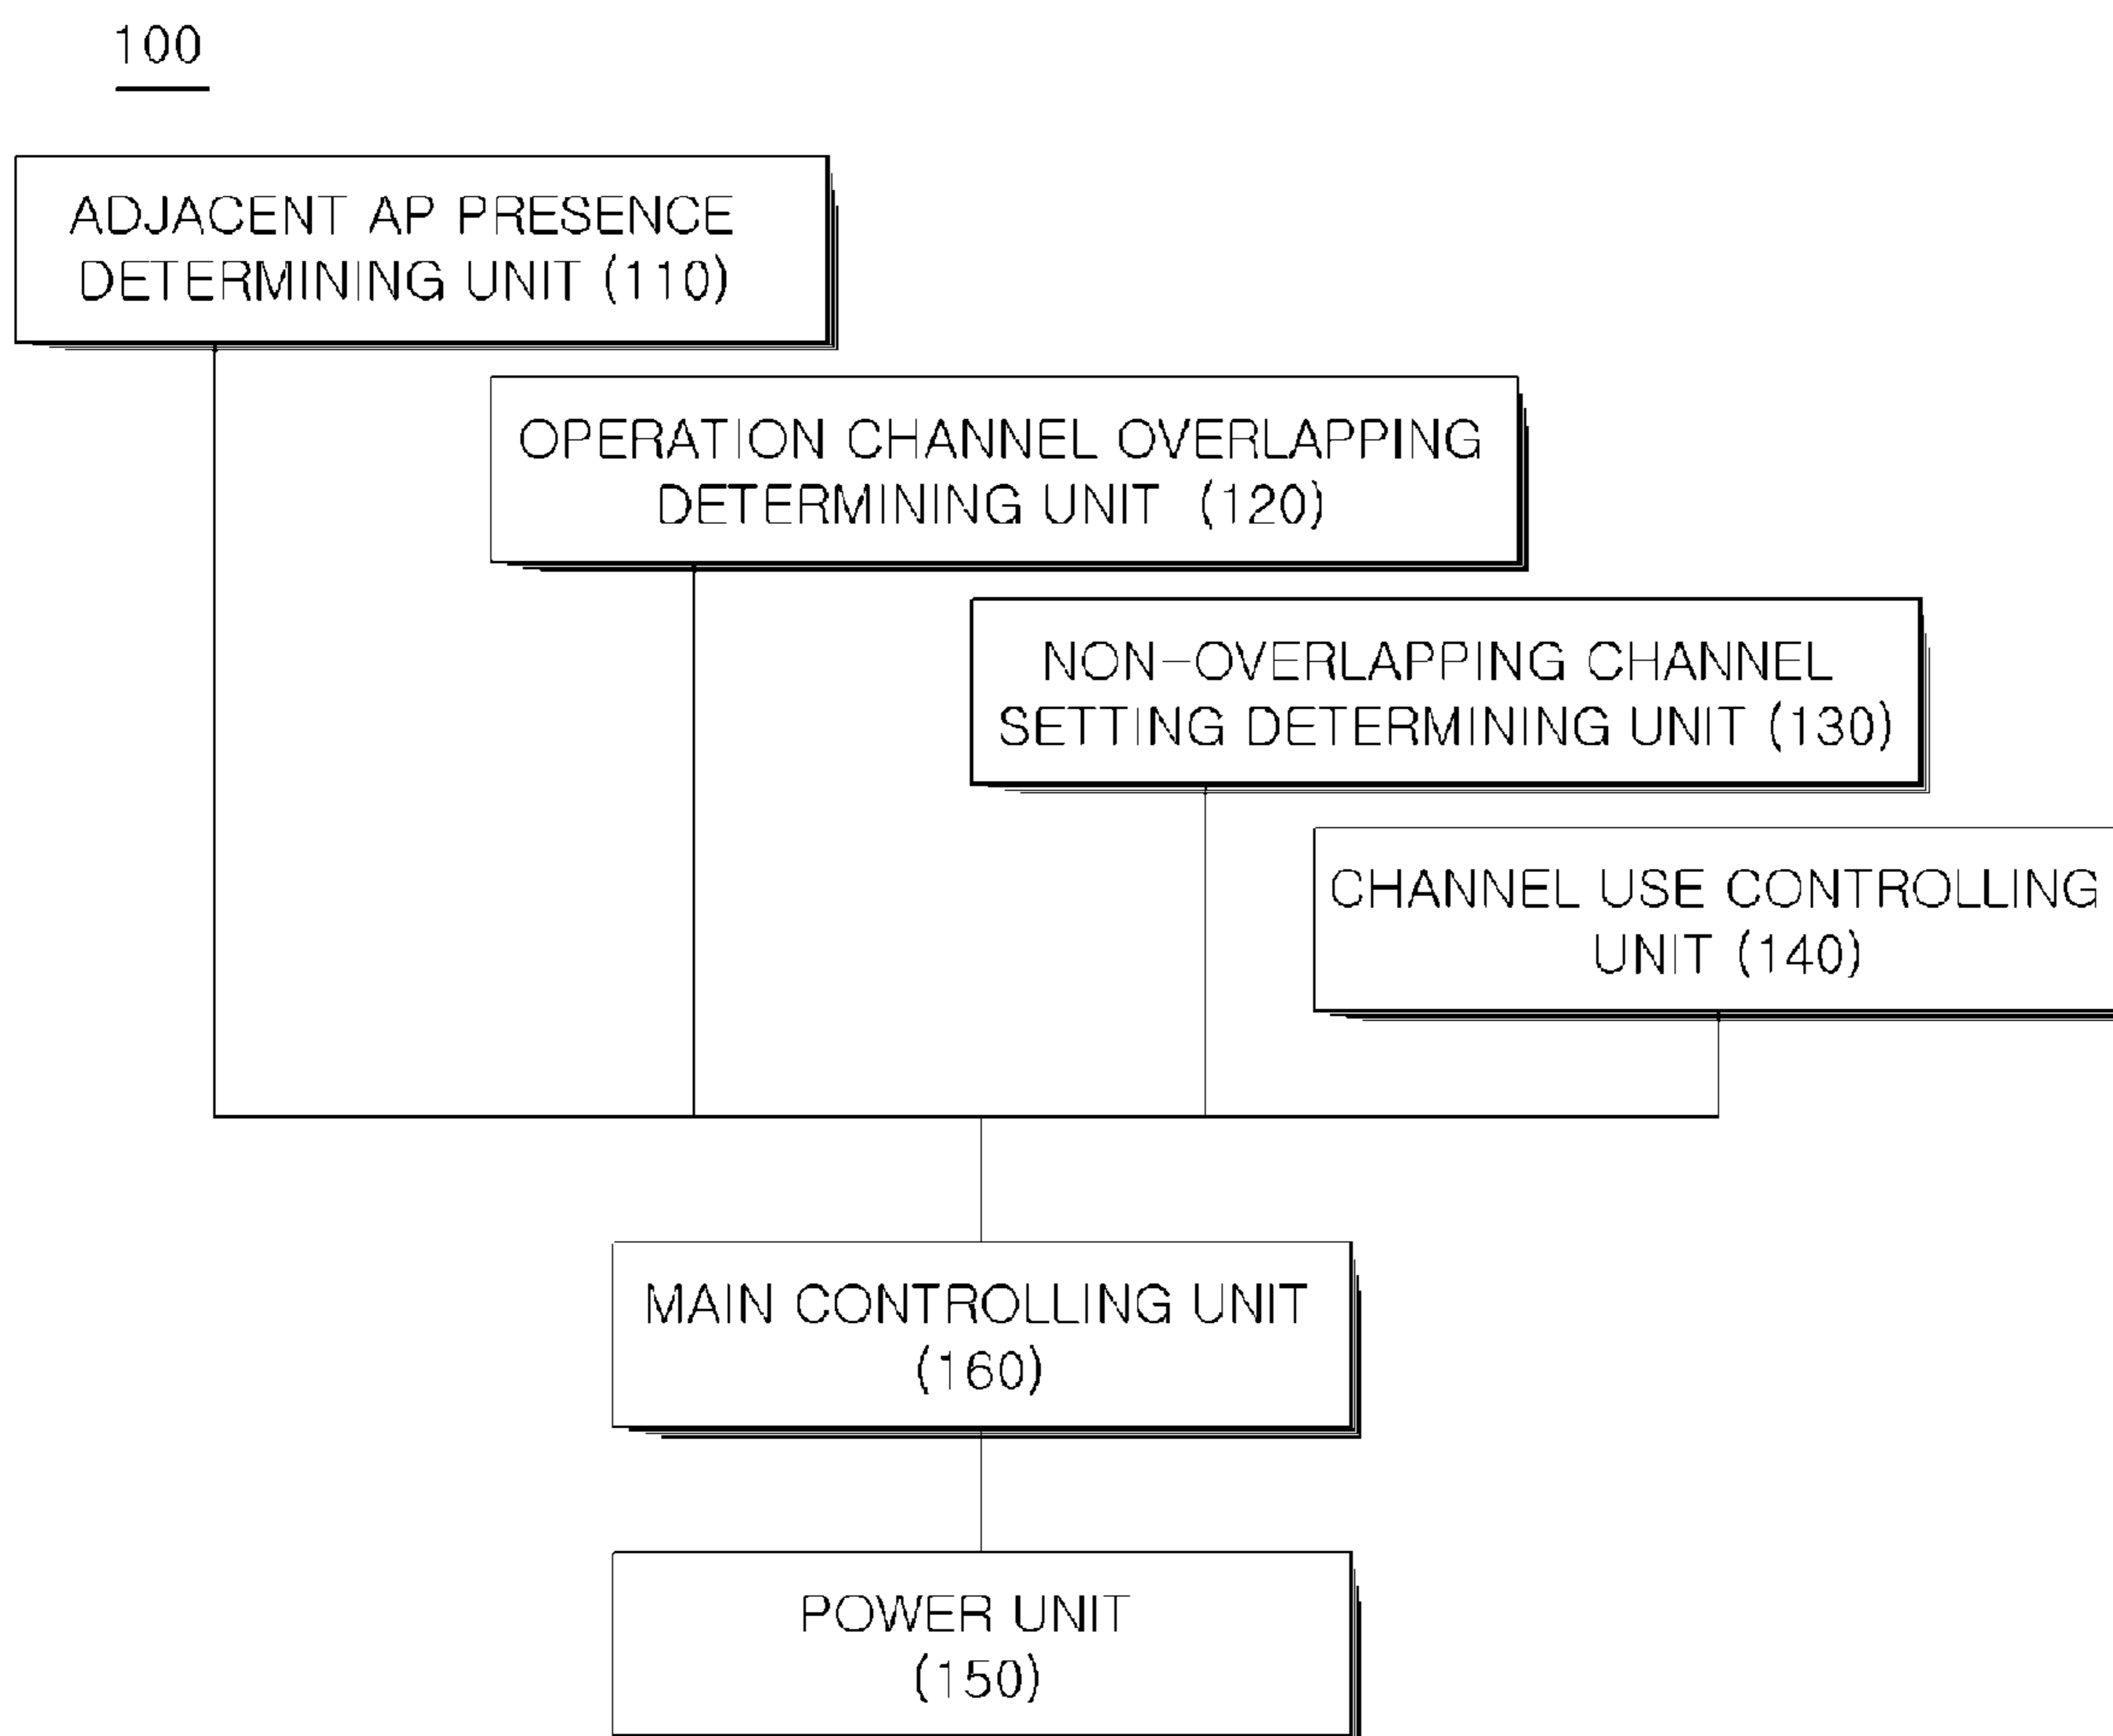 100
ADJACENT AP PRESENCE
DETERMINING UNIT (110)
OPERATION CHANNEL OVERLAPPING
DETERMINING UNIT (120)
NON-OVERLAPPING CHANNEL
SETTING DETERMINING UNIT (130)
CHANNEL USE CONTROLLING
UNIT (140)
MAIN CONTROLLING UNIT
(160)
POWER UNIT
(150)